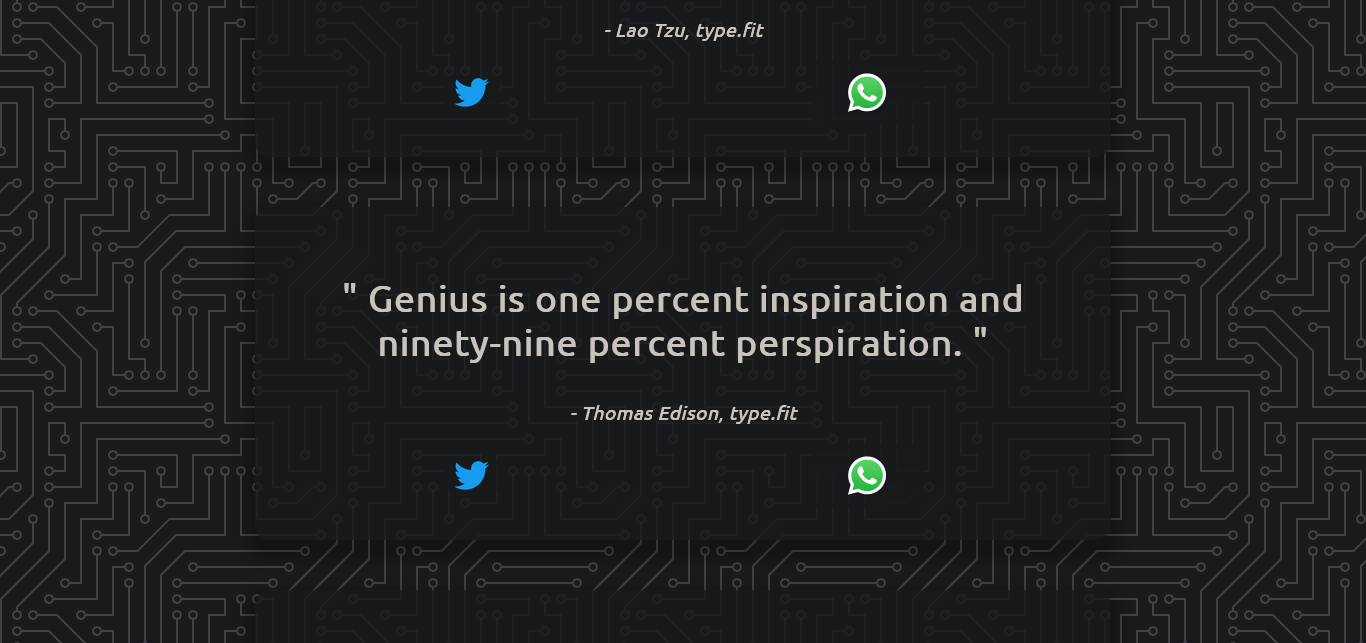 - Lao Tzu, type.fit
" Genius is one percent inspiration and
ninety-nine percent perspiration. "
- Thomas Edison, type.fit